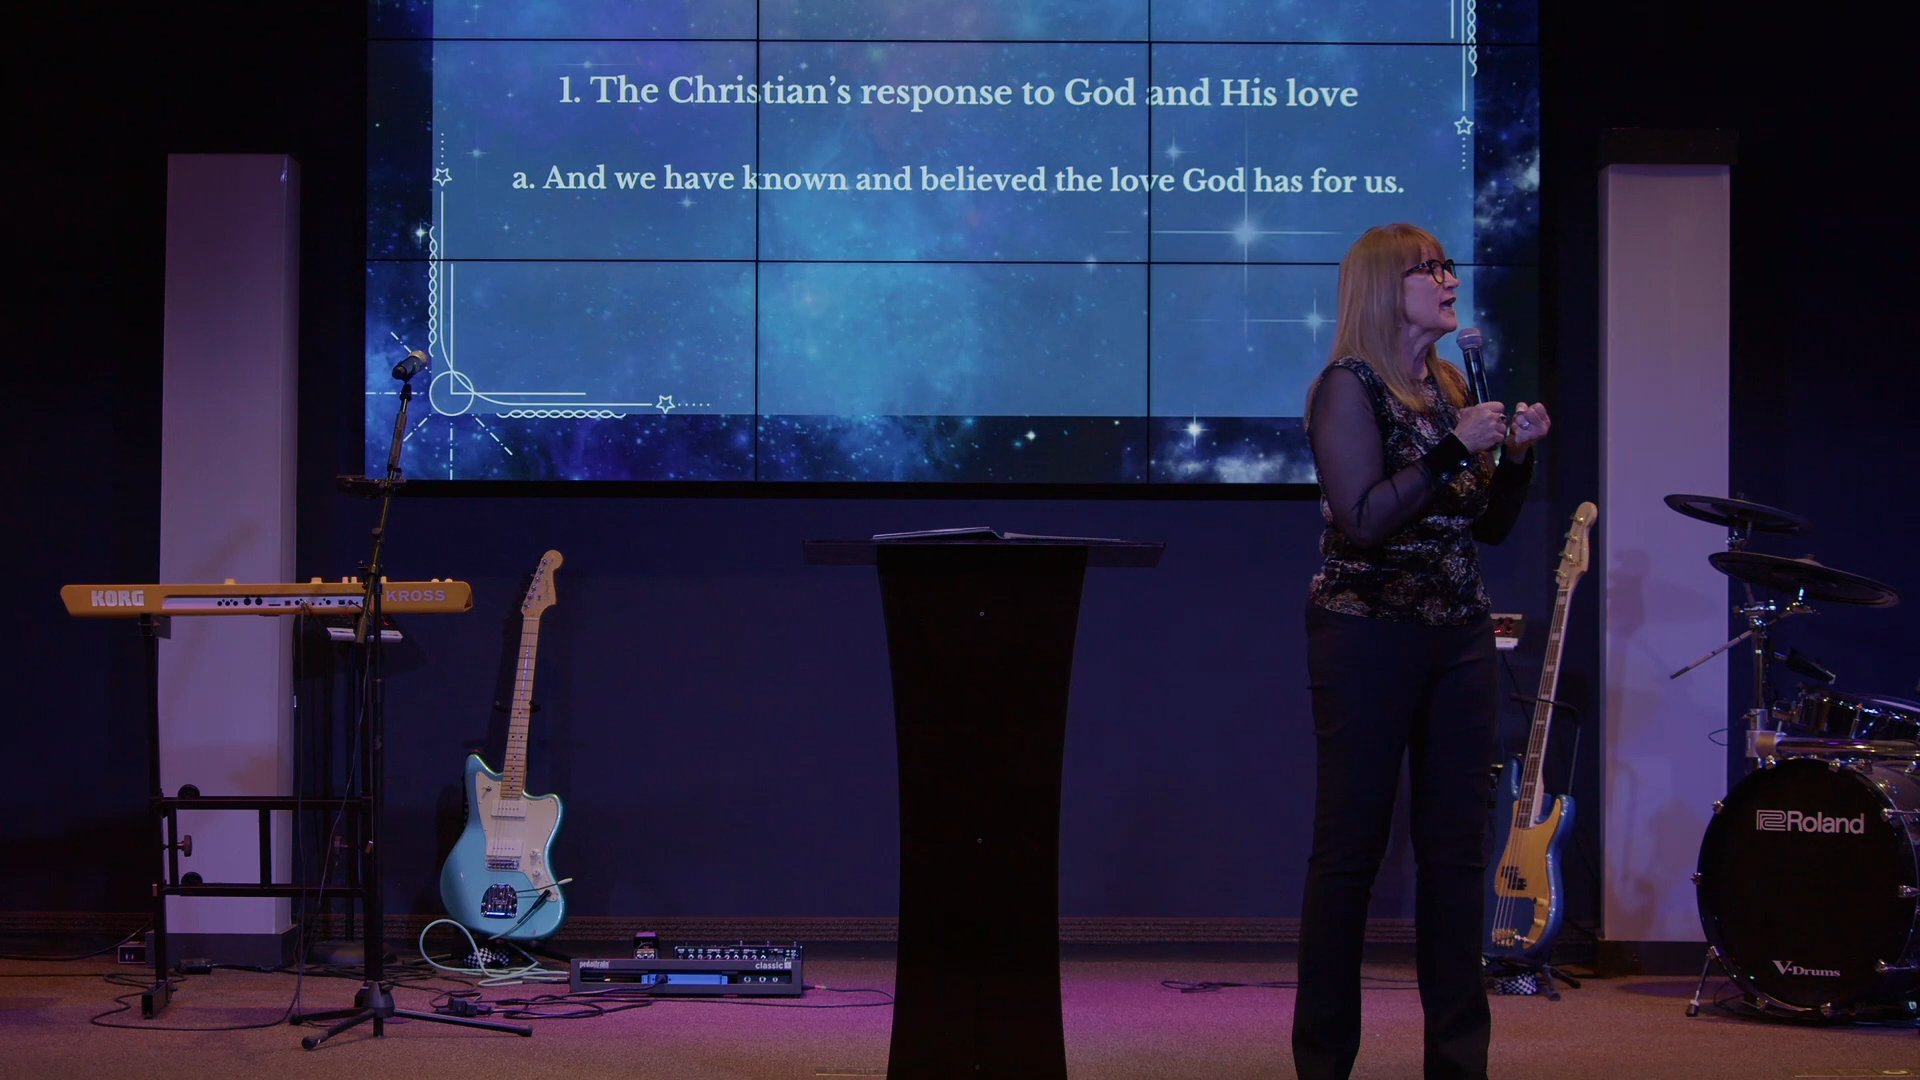 1. The Christian’s response to God and His love
a. And we have known and believed the love God has for us.
KORG
KROSS
pedaltrain
classic
Roland
V-Drums